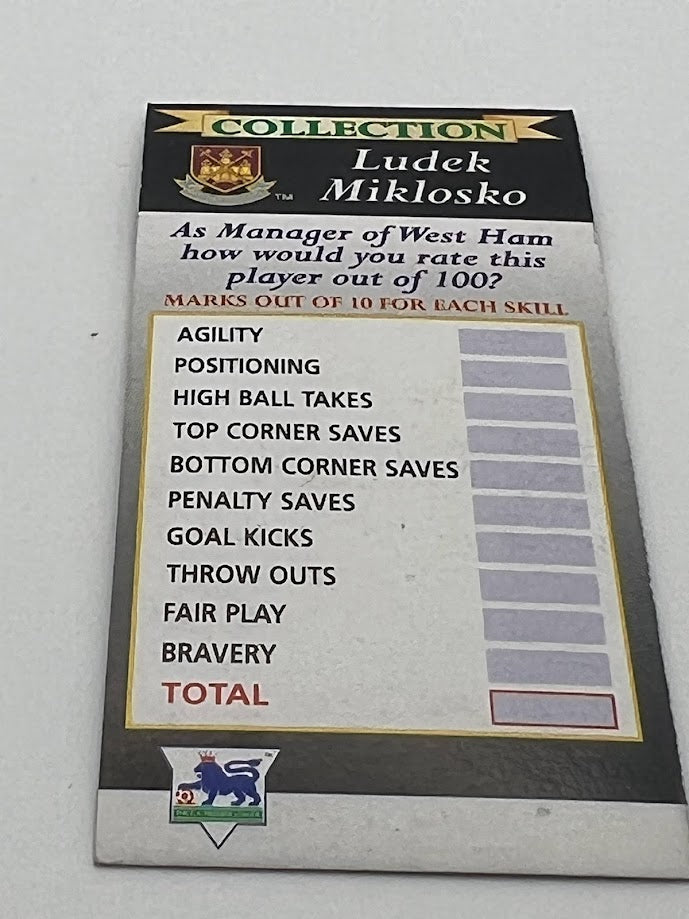 COLLECTION
Ludek
Miklosko
TM
As Manager of West Ham
how would you rate this
player out of 100?
MARKS OUT OF 10 FOR EACH SKILL
AGILITY
POSITIONING
HIGH BALL TAKES
TOP CORNER SAVES
BOTTOM CORNER SAVES
PENALTY SAVES
GOAL KICKS
THROW OUTS
FAIR PLAY
BRAVERY
TOTAL